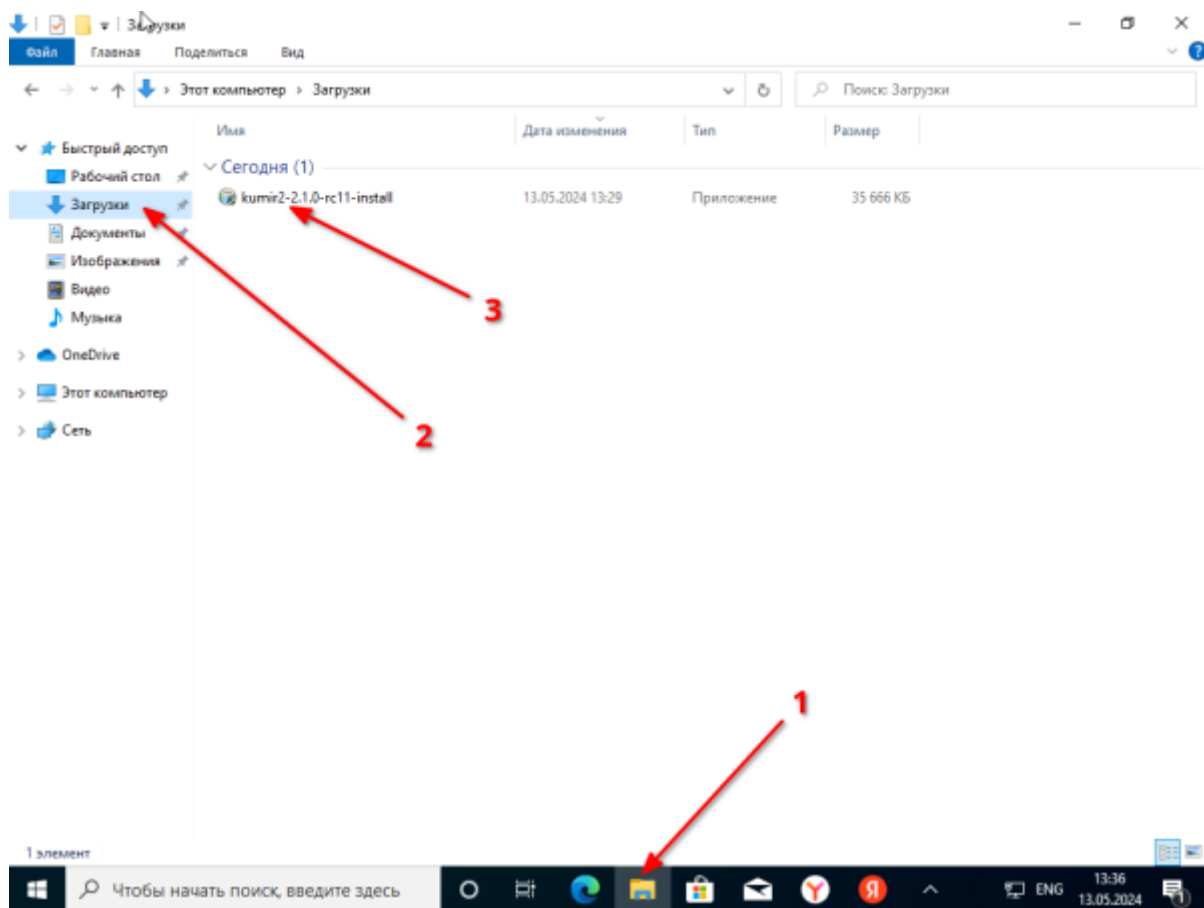 Загрузки
Файл Главная Поделиться Вид
Этот компьютер Загрузки Поиск: Загрузки
Имя Дата изменения Тип Размер
Быстрый доступ
Сегодня (1)
Рабочий стол
kumir2-2.1.0-rc11-install 13.05.2024 13:29 Приложение 35 666 КБ
Загрузки
Документы
Изображения
Видео
3
Музыка
OneDrive
Этот компьютер
Сеть
2
1
1 элемент
Чтобы начать поиск, введите здесь
Я
ENG
13:36
13.05.2024